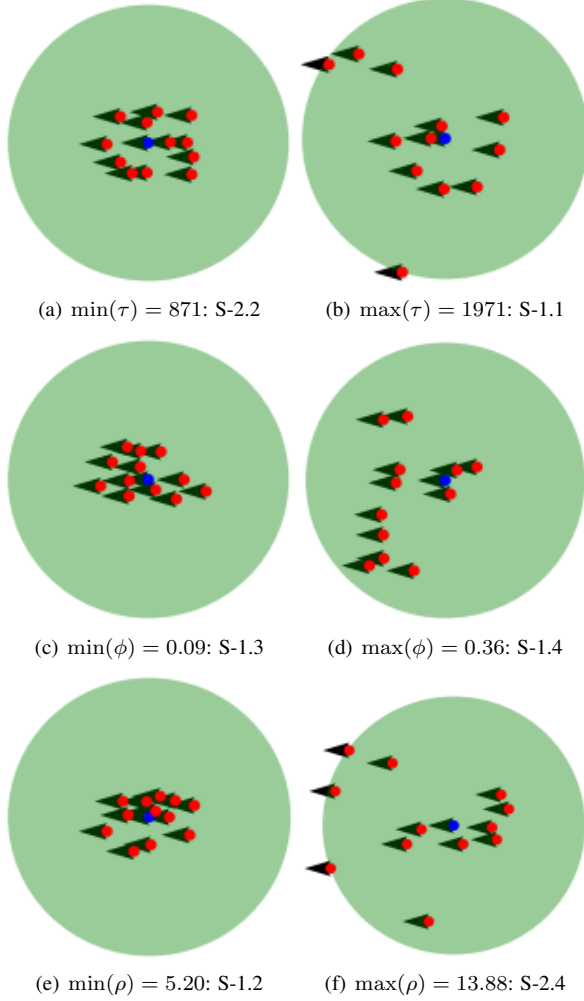 (a) min(τ) = 871: S-2.2
(b) max(τ) = 1971: S-1.1
(c) min(ϕ) = 0.09: S-1.3
(d) max(ϕ) = 0.36: S-1.4
(e) min(ρ) = 5.20: S-1.2
(f) max(ρ) = 13.88: S-2.4